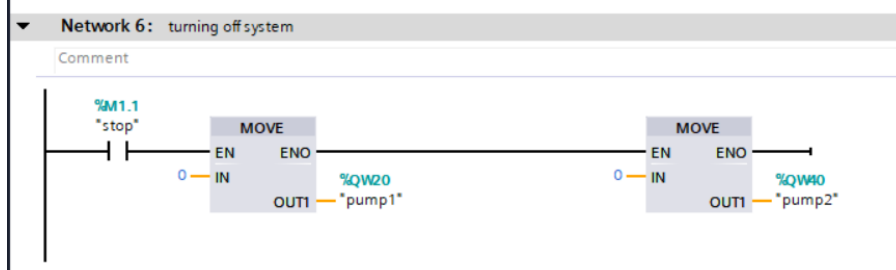 Network 6: turning off system
Comment
%M1.1
"stop"
MOVE MOVE
EN ENO EN ENO
0 IN 0 IN
%QW20 %QW40
OUT1 "pump1" OUT1 "pump2"